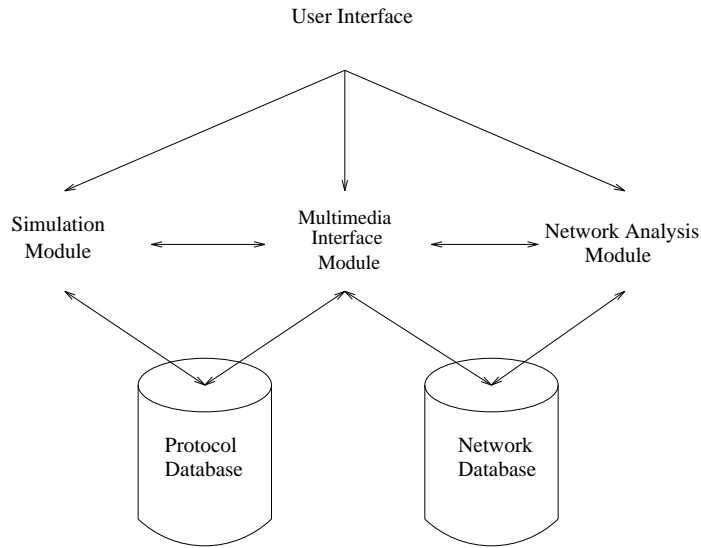 User Interface
Simulation
Module
Multimedia
Interface
Module
Network Analysis
Module
Protocol
Database
Network
Database